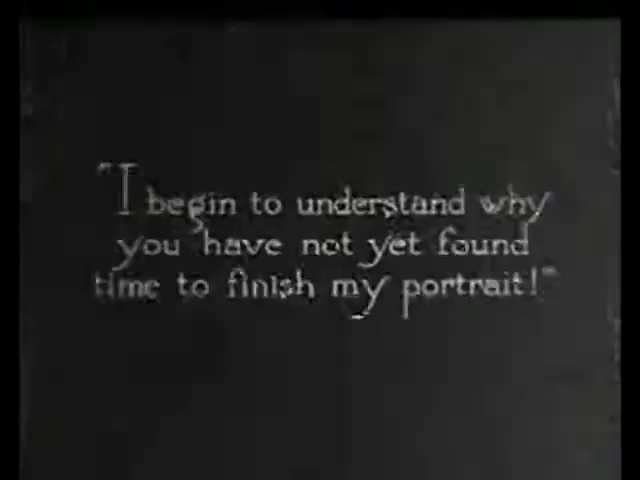 "I begin to understand why
you have not yet found
time to finish my portrait!"